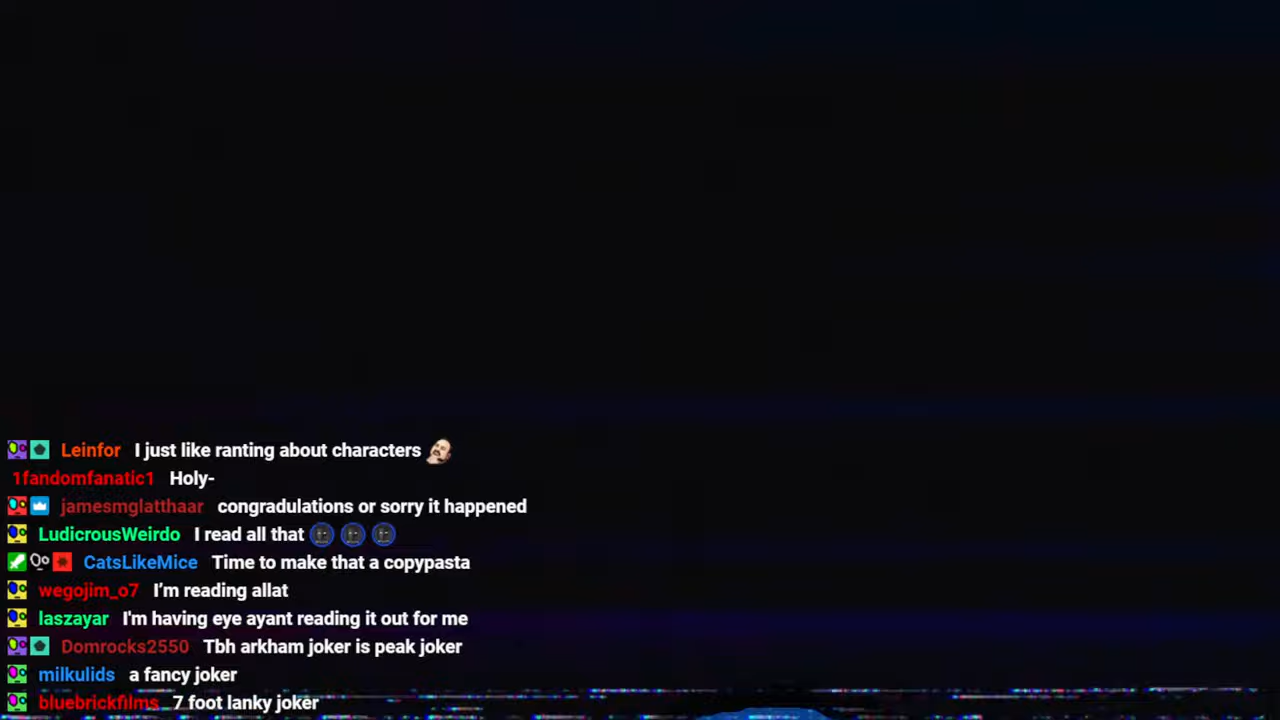 Leinfor I just like ranting about characters
1fandomfanatic1 Holy-
jamesmglatthaar congradulations or sorry it happened
LudicrousWeirdo I read all that
CatsLikeMice Time to make that a copypasta
wegojim_o7 I’m reading allat
laszayar I'm having eye ayant reading it out for me
Domrocks2550 Tbh arkham joker is peak joker
milkulids a fancy joker
bluebrickfilms 7 foot lanky joker